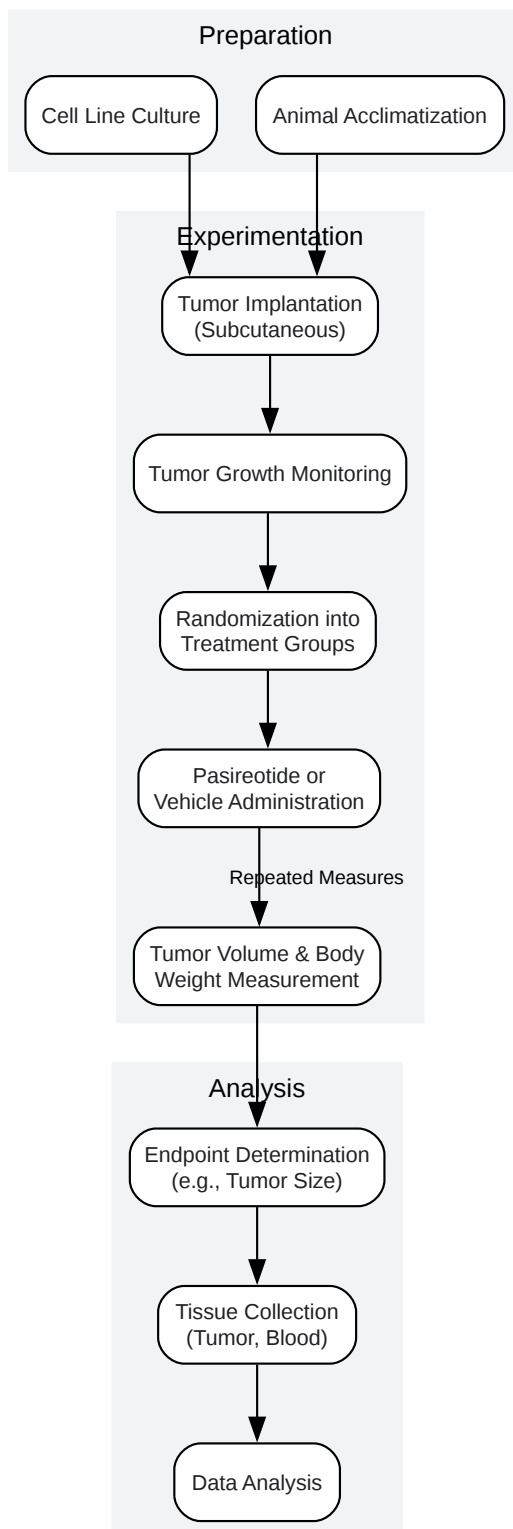 Preparation
Cell Line Culture
Animal Acclimatization
Experimentation
Tumor Implantation
(Subcutaneous)
Tumor Growth Monitoring
Randomization into
Treatment Groups
Pasireotide or
Vehicle Administration
Repeated Measures
Tumor Volume & Body
Weight Measurement
Analysis
Endpoint Determination
(e.g., Tumor Size)
Tissue Collection
(Tumor, Blood)
Data Analysis